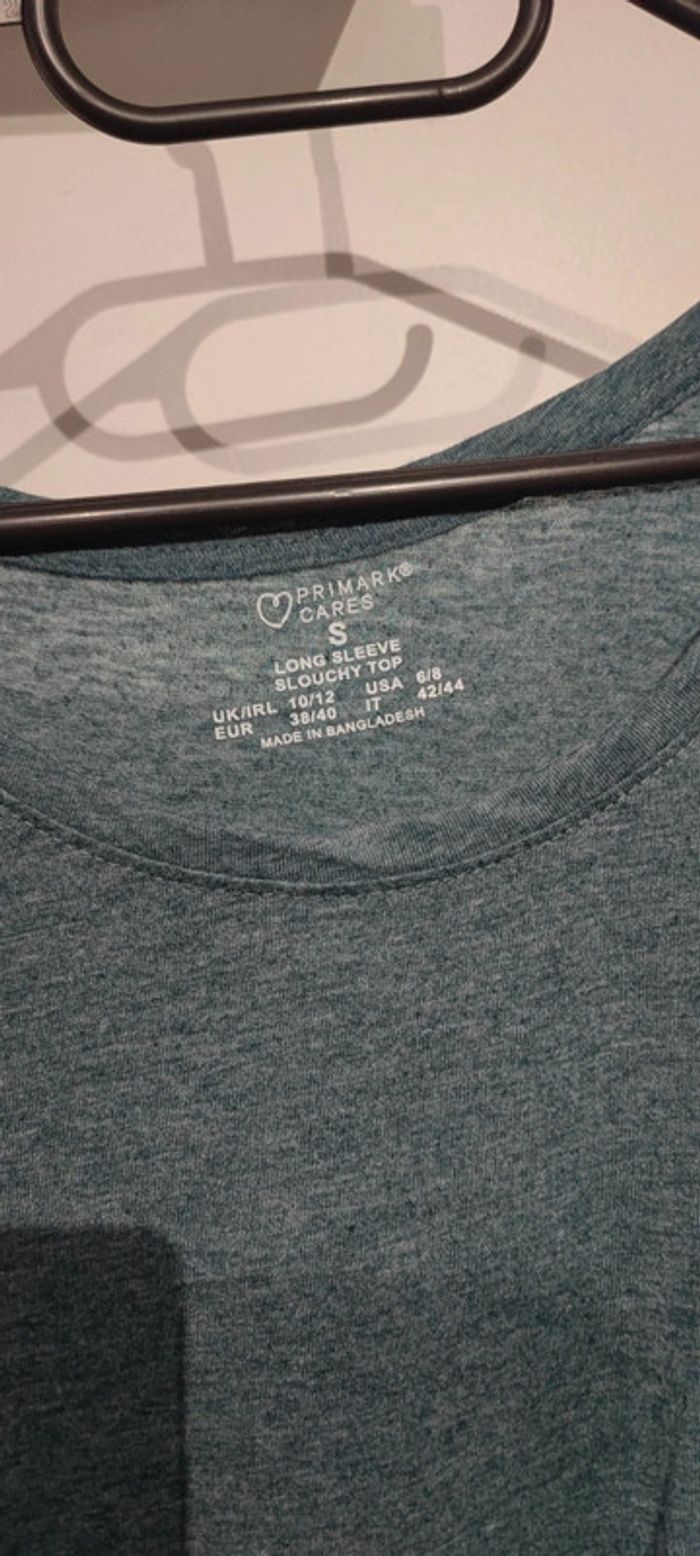 PRIMARK®
CARES
S
LONG SLEEVE
SLOUCHY TOP
UK/IRL 10/12 USA 6/8
EUR 38/40 IT 42/44
MADE IN BANGLADESH